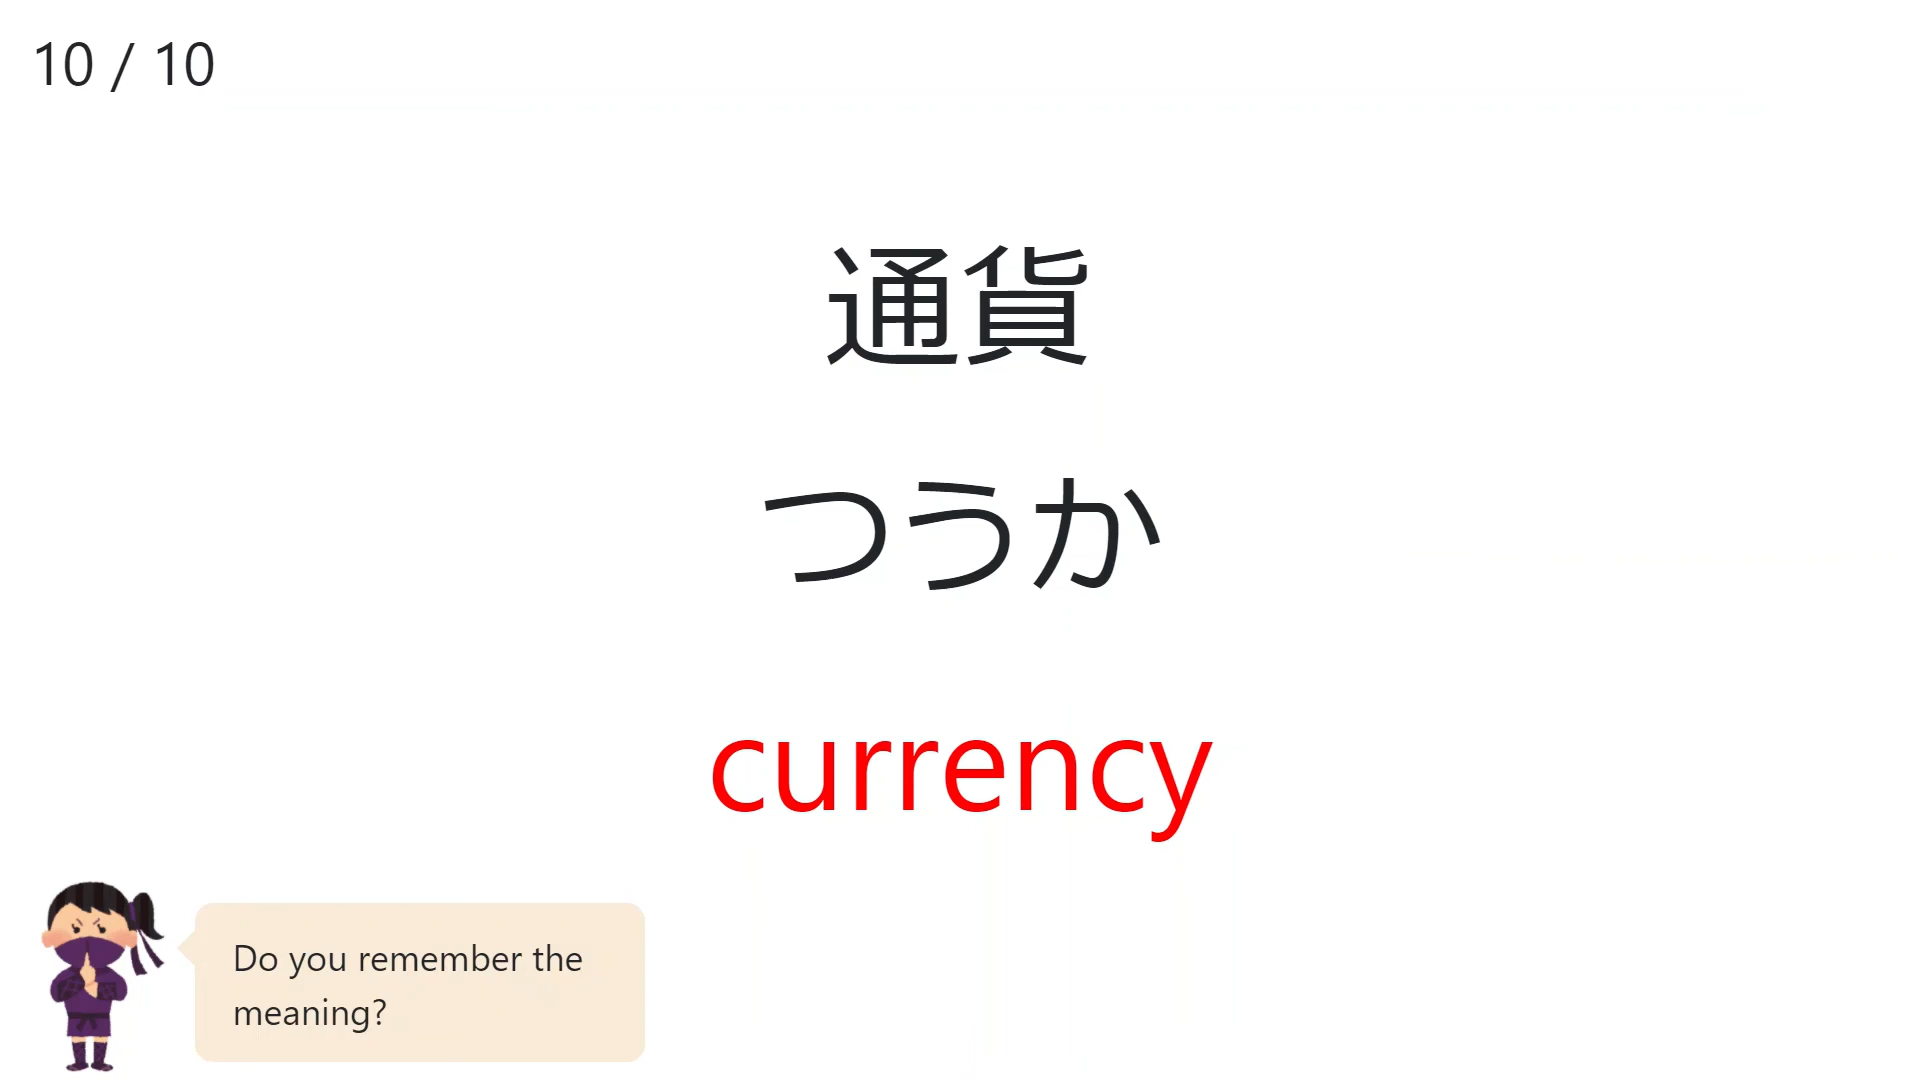 10 / 10
通貨
つうか
currency
Do you remember the
meaning?